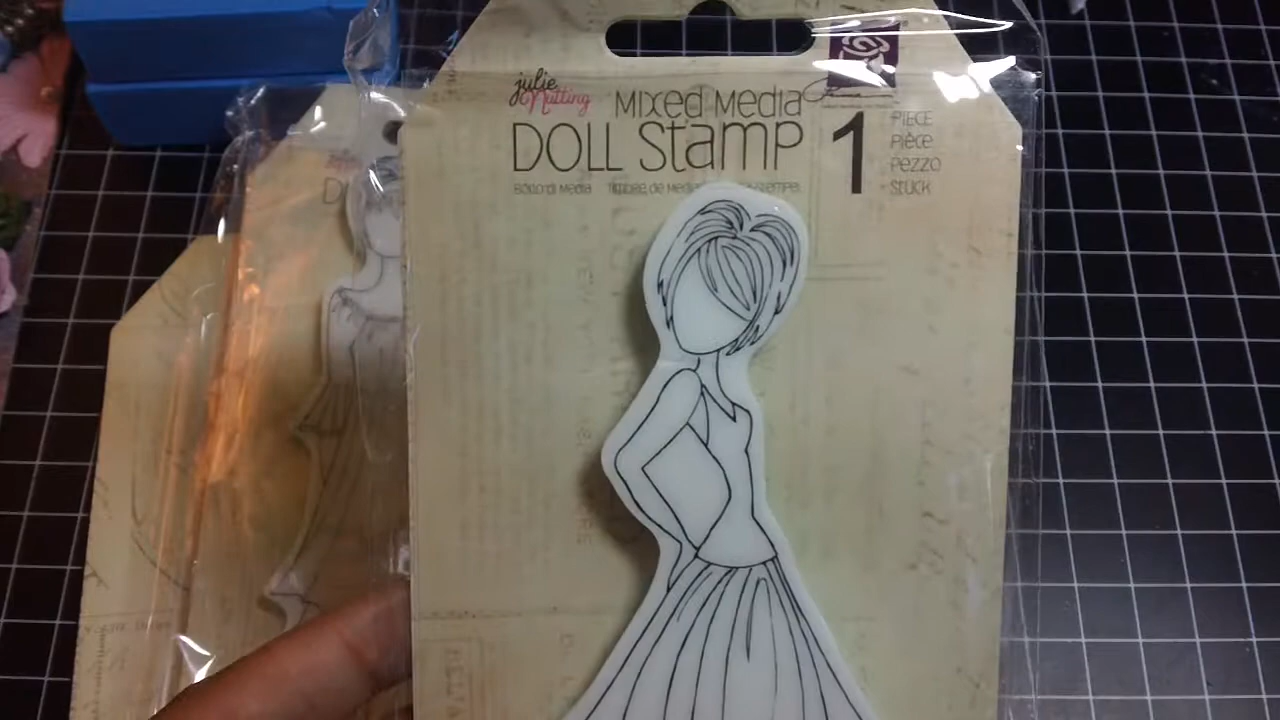 julie Nutting
MIXED MEDIA
DOLL Stamp
1
PIECE
PIÈCE
PEZZO
STÜCK